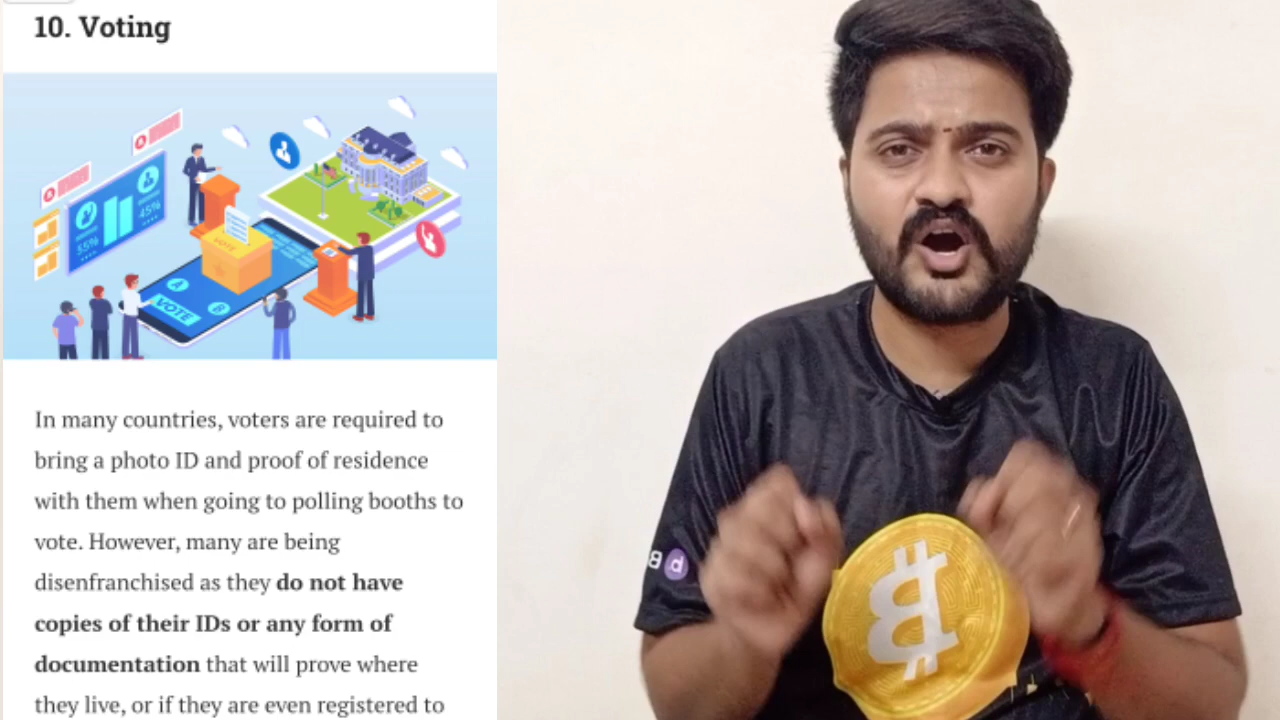 10. Voting
55%
45%
VOTE
A
B
VOTE
In many countries, voters are required to
bring a photo ID and proof of residence
with them when going to polling booths to
vote. However, many are being
disenfranchised as they do not have
copies of their IDs or any form of
documentation that will prove where
they live, or if they are even registered to